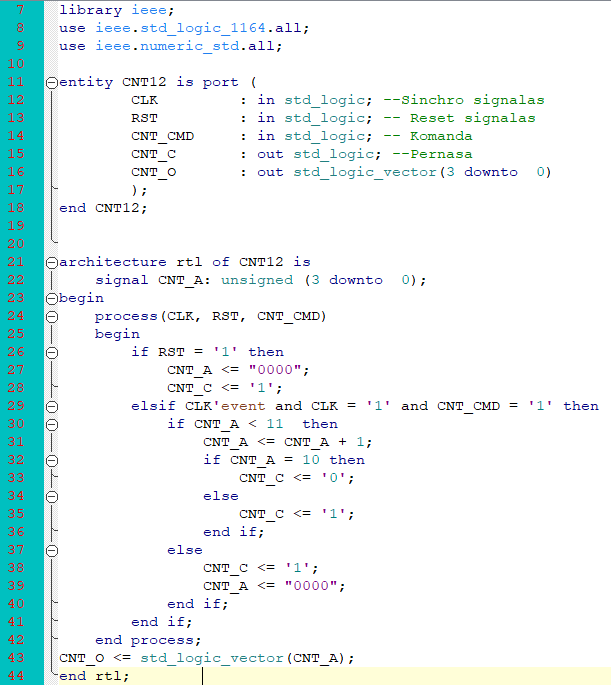 7 library ieee;
8 use ieee.std_logic_1164.all;
9 use ieee.numeric_std.all;
10
11 entity CNT12 is port (
12         CLK         : in std_logic; --Sinchro signalas
13         RST         : in std_logic; -- Reset signalas
14         CNT_CMD     : in std_logic; -- Komanda
15         CNT_C       : out std_logic; --Pernasa
16         CNT_O       : out std_logic_vector(3 downto  0)
17         );
18 end CNT12;
19
20
21 architecture rtl of CNT12 is
22     signal CNT_A: unsigned (3 downto  0);
23 begin
24     process(CLK, RST, CNT_CMD)
25     begin
26         if RST = '1' then
27             CNT_A <= "0000";
28             CNT_C <= '1';
29         elsif CLK'event and CLK = '1' and CNT_CMD = '1' then
30             if CNT_A < 11  then
31                 CNT_A <= CNT_A + 1;
32                 if CNT_A = 10 then
33                     CNT_C <= '0';
34                 else
35                     CNT_C <= '1';
36                 end if;
37             else
38                 CNT_C <= '1';
39                 CNT_A <= "0000";
40             end if;
41         end if;
42     end process;
43 CNT_O <= std_logic_vector(CNT_A);
44 end rtl;